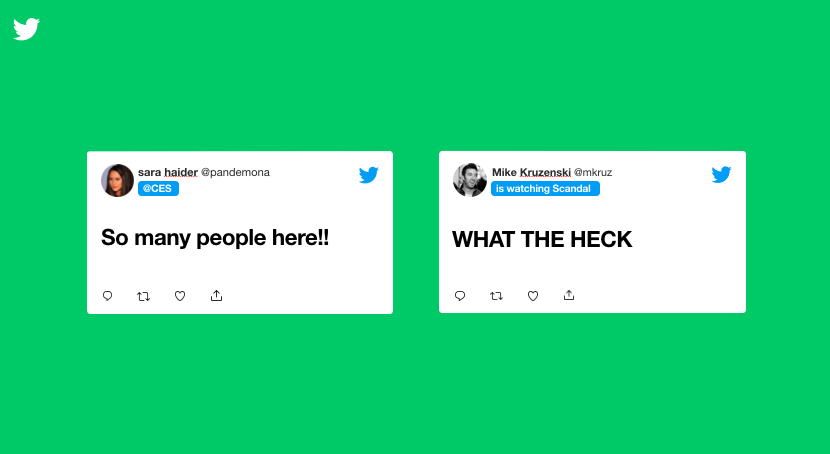 sara haider @pandemona
@CES
So many people here!!
Mike Kruzenski @mkruz
is watching Scandal
WHAT THE HECK